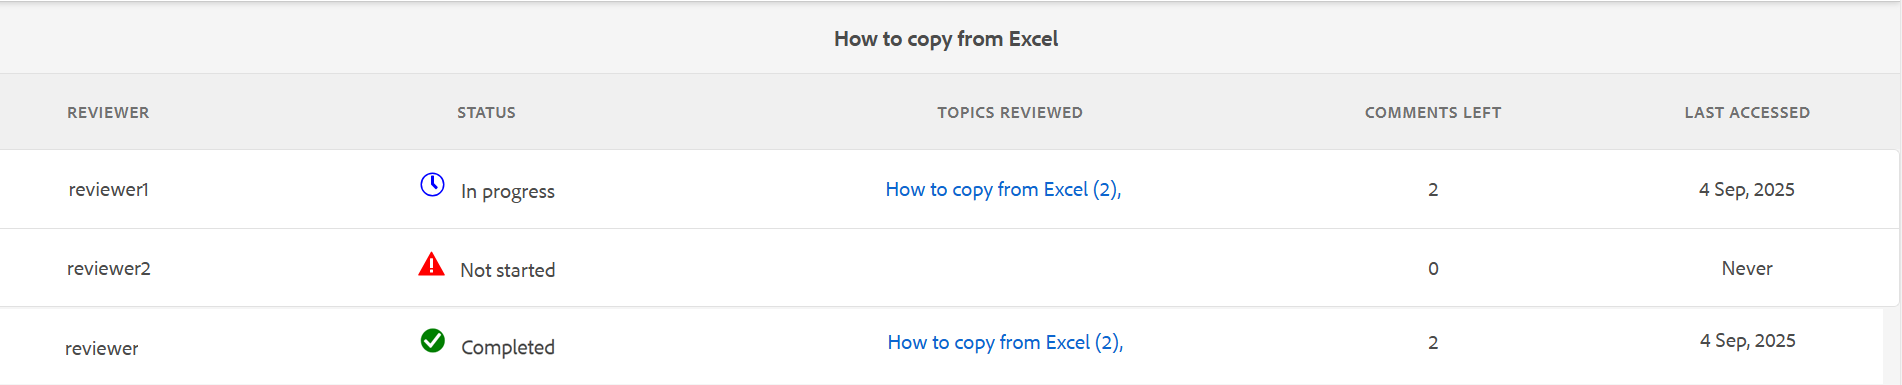 How to copy from Excel
REVIEWER STATUS TOPICS REVIEWED COMMENTS LEFT LAST ACCESSED
reviewer1 In progress How to copy from Excel (2), 2 4 Sep, 2025
reviewer2 Not started 0 Never
reviewer Completed How to copy from Excel (2), 2 4 Sep, 2025